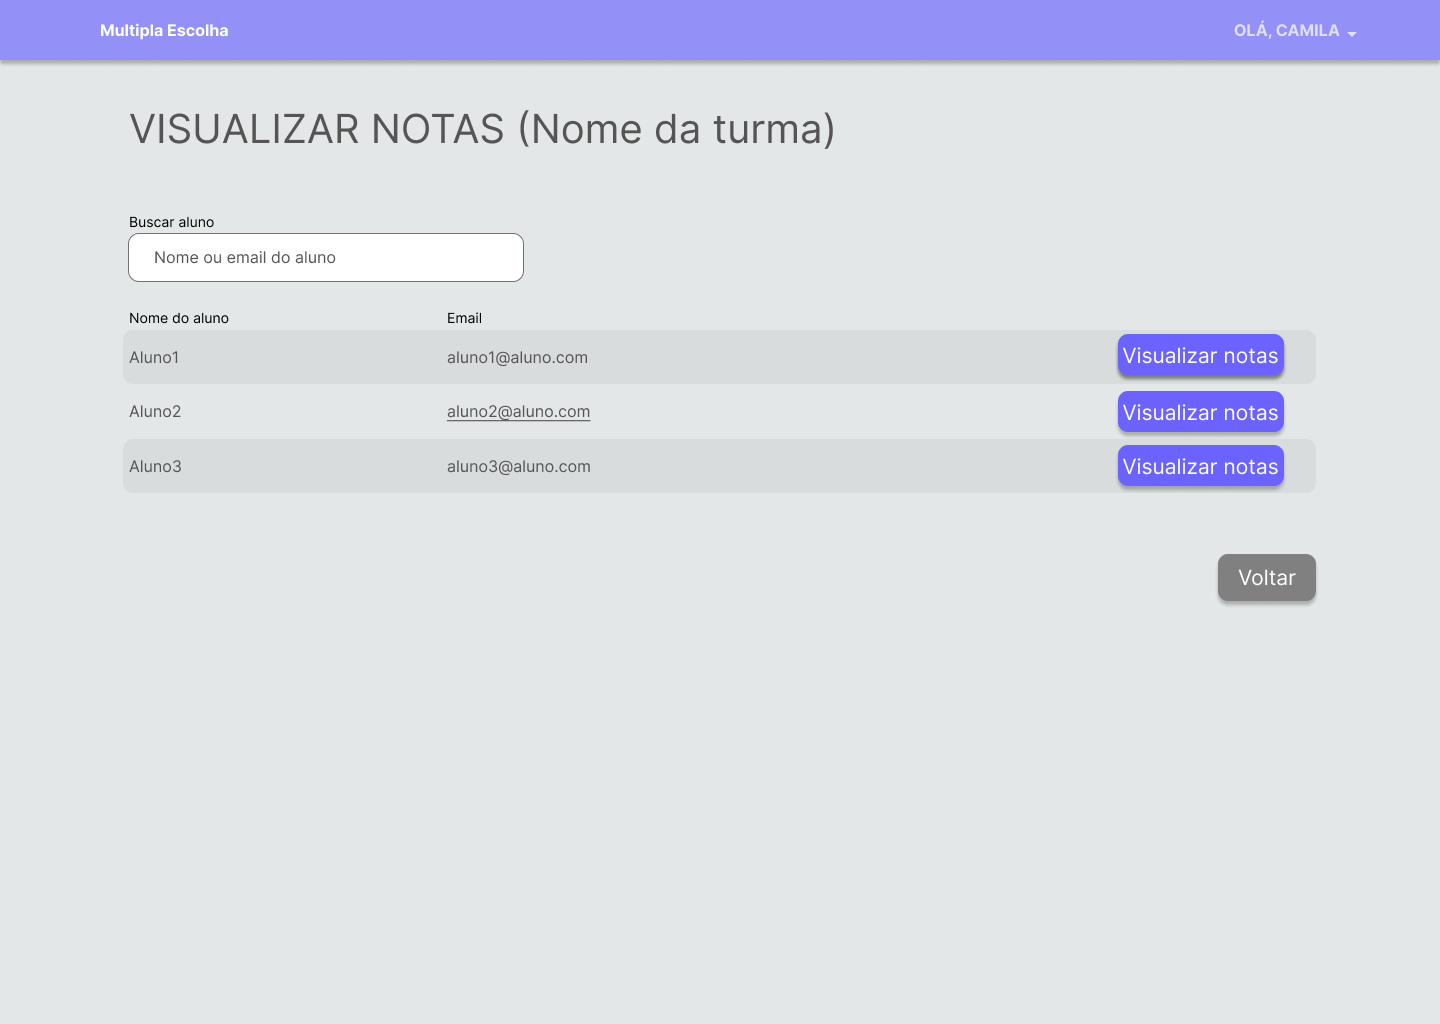 Multipla Escolha OLÁ, CAMILA
VISUALIZAR NOTAS (Nome da turma)
Buscar aluno
Nome ou email do aluno
Nome do aluno Email
Aluno1 aluno1@aluno.com Visualizar notas
Aluno2 aluno2@aluno.com Visualizar notas
Aluno3 aluno3@aluno.com Visualizar notas
Voltar